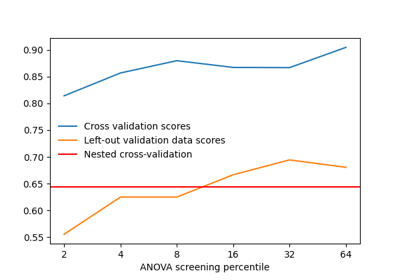 0.90
0.85
0.80
0.75
0.70
0.65
0.60
0.55
Cross validation scores
Left-out validation data scores
Nested cross-validation
2 4 8 16 32 64
ANOVA screening percentile